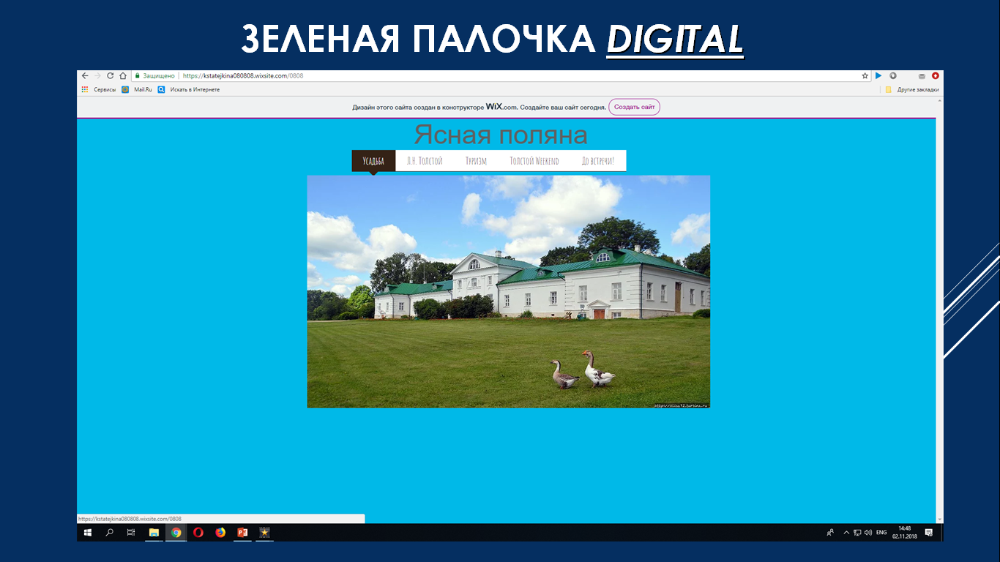 ЗЕЛЕНАЯ ПАЛОЧКА DIGITAL
Защищено | https://kstatejkina080808.wixsite.com/0808
Сервисы Mail.Ru Искать в Интернете Другие закладки
Дизайн этого сайта создан в конструкторе WiX.com. Создайте ваш сайт сегодня. Создать сайт
Ясная поляна
Усадьба Л.Н. Толстой Туризм Толстой Weekend До встречи!
https://kstatejkina080808.wixsite.com/0808
ENG 14:48
02.11.2018